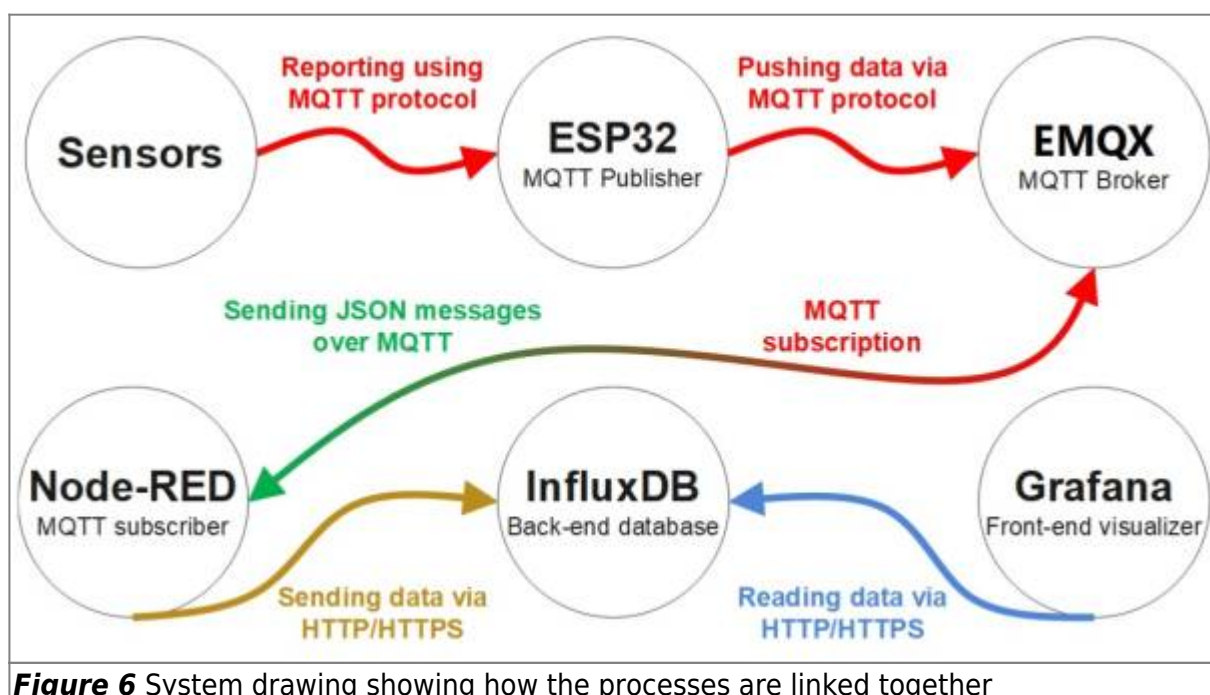 Reporting using
MQTT protocol
Pushing data via
MQTT protocol
Sensors
ESP32
MQTT Publisher
EMQX
MQTT Broker
Sending JSON messages
over MQTT
MQTT
subscription
Node-RED
MQTT subscriber
InfluxDB
Back-end database
Grafana
Front-end visualizer
Sending data via
HTTP/HTTPS
Reading data via
HTTP/HTTPS
Figure 6 System drawing showing how the processes are linked together